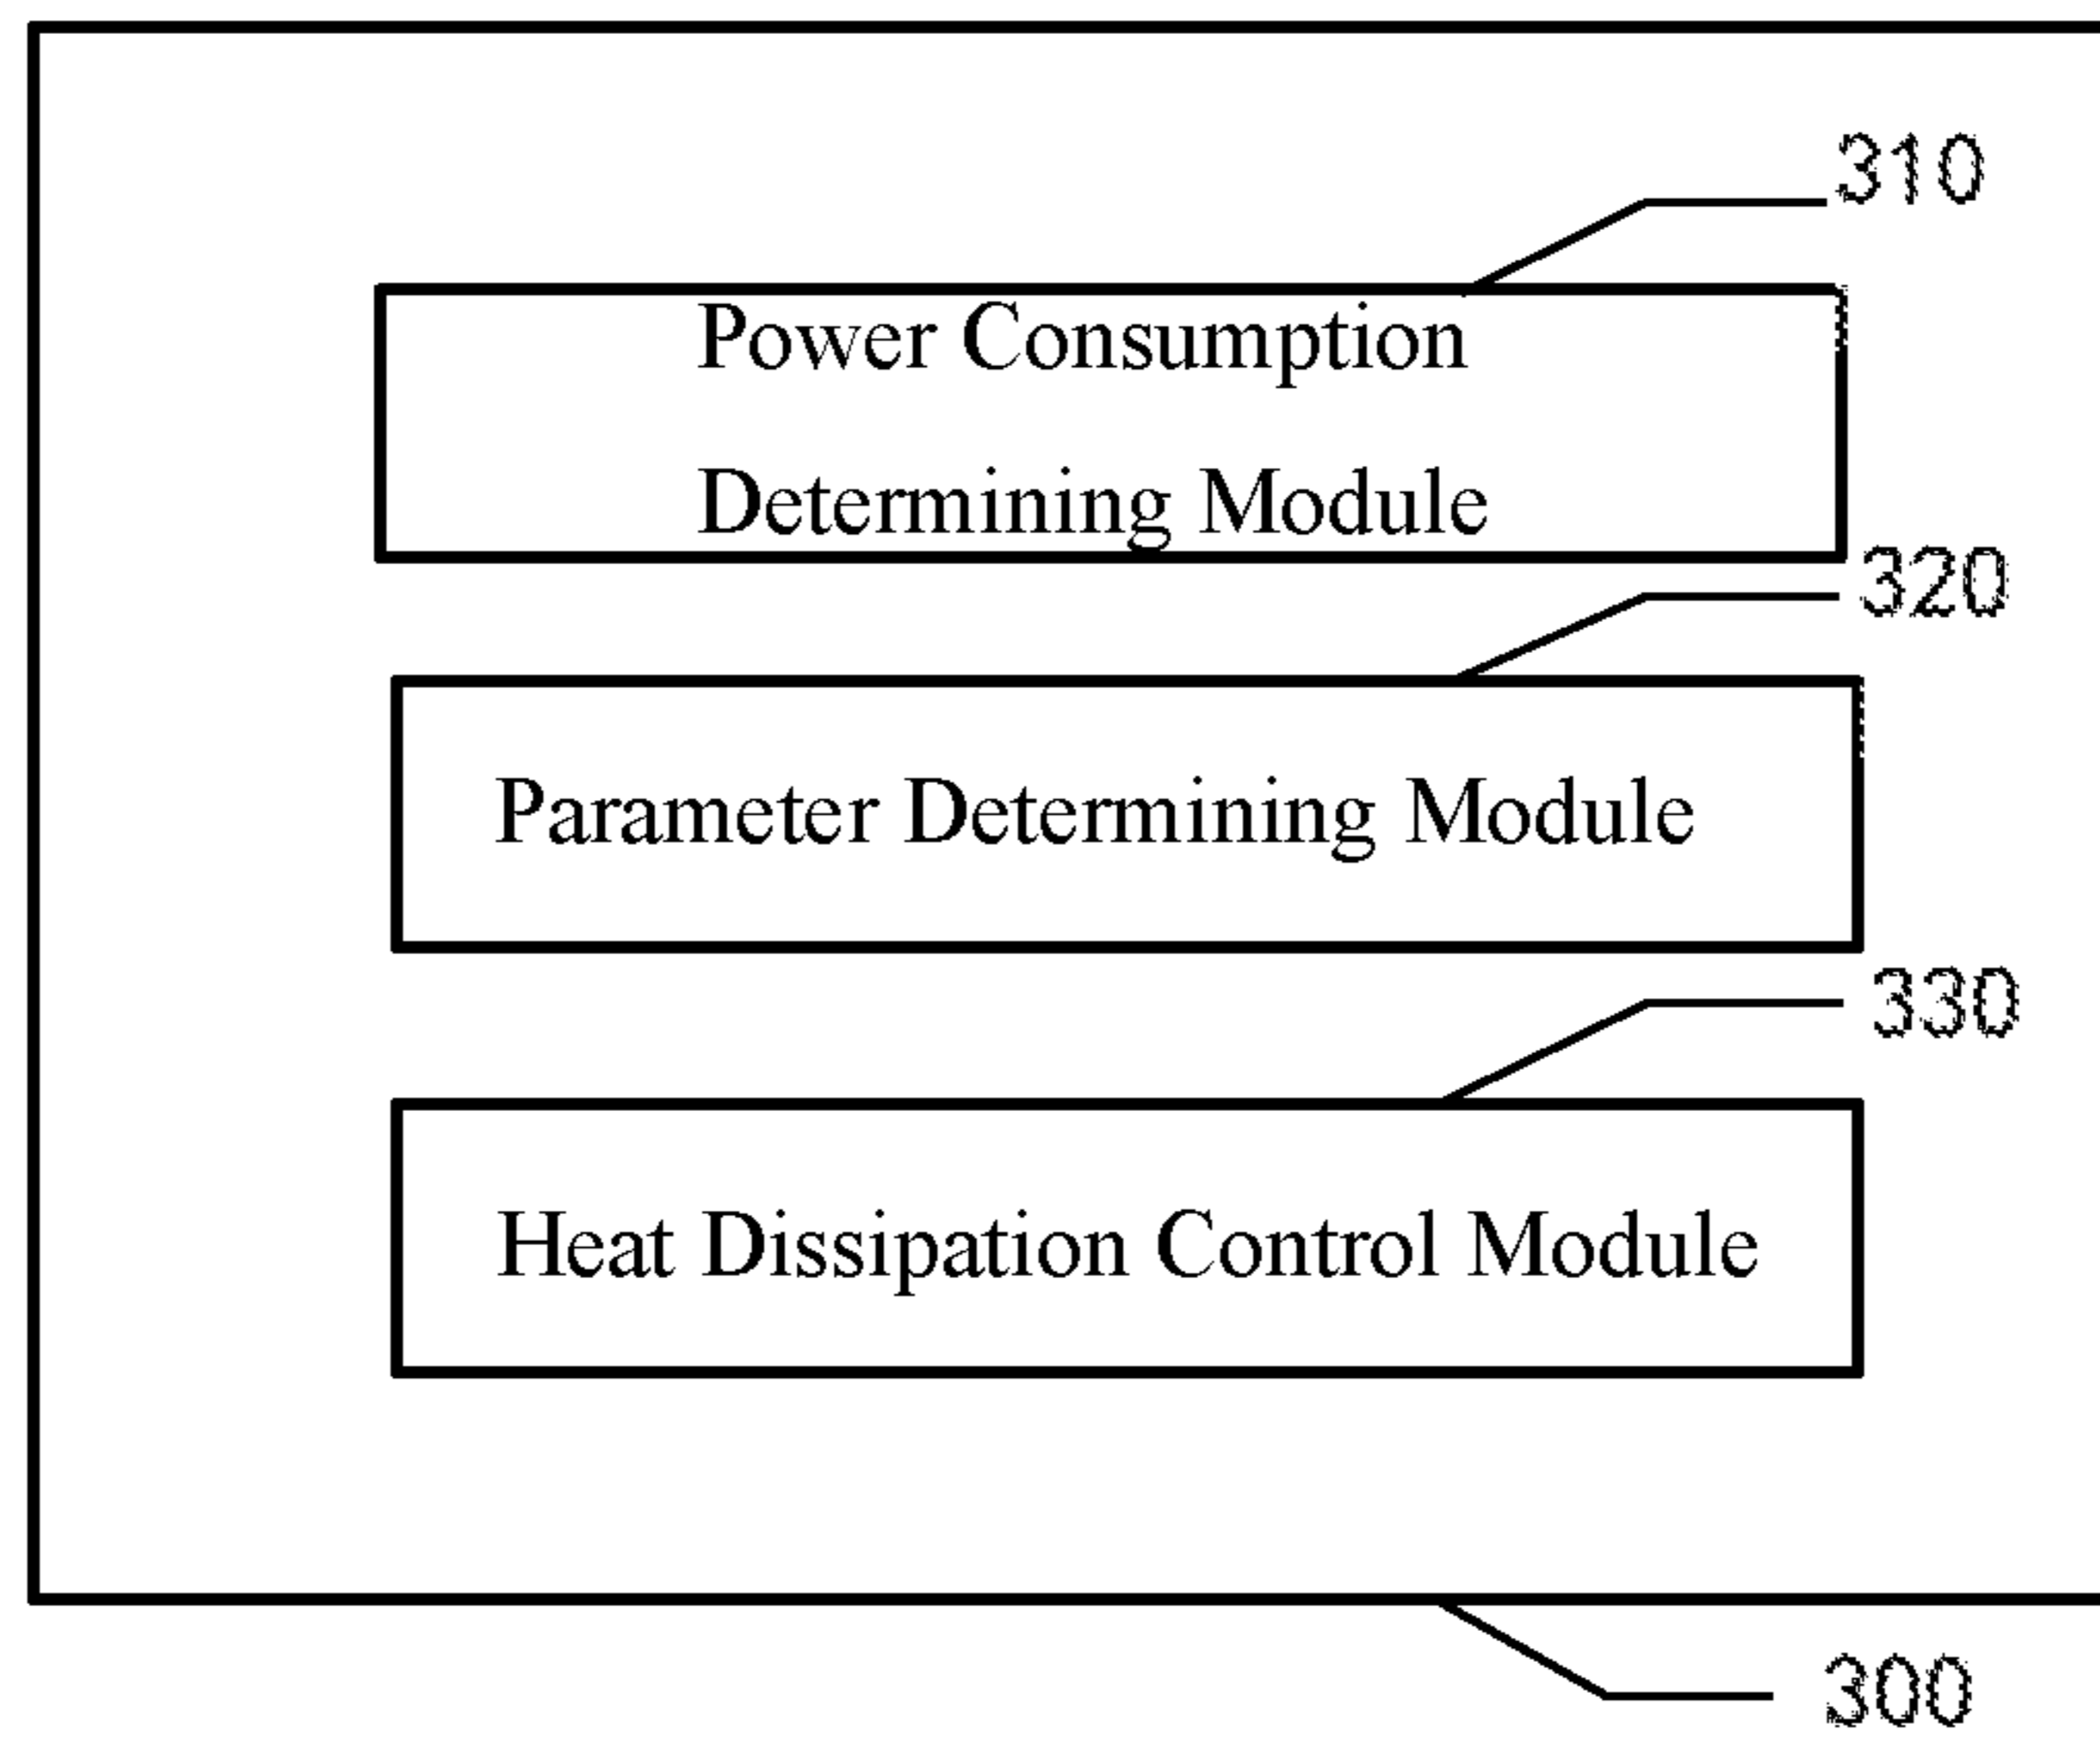 310
Power Consumption
Determining Module
320
Parameter Determining Module
330
Heat Dissipation Control Module
300